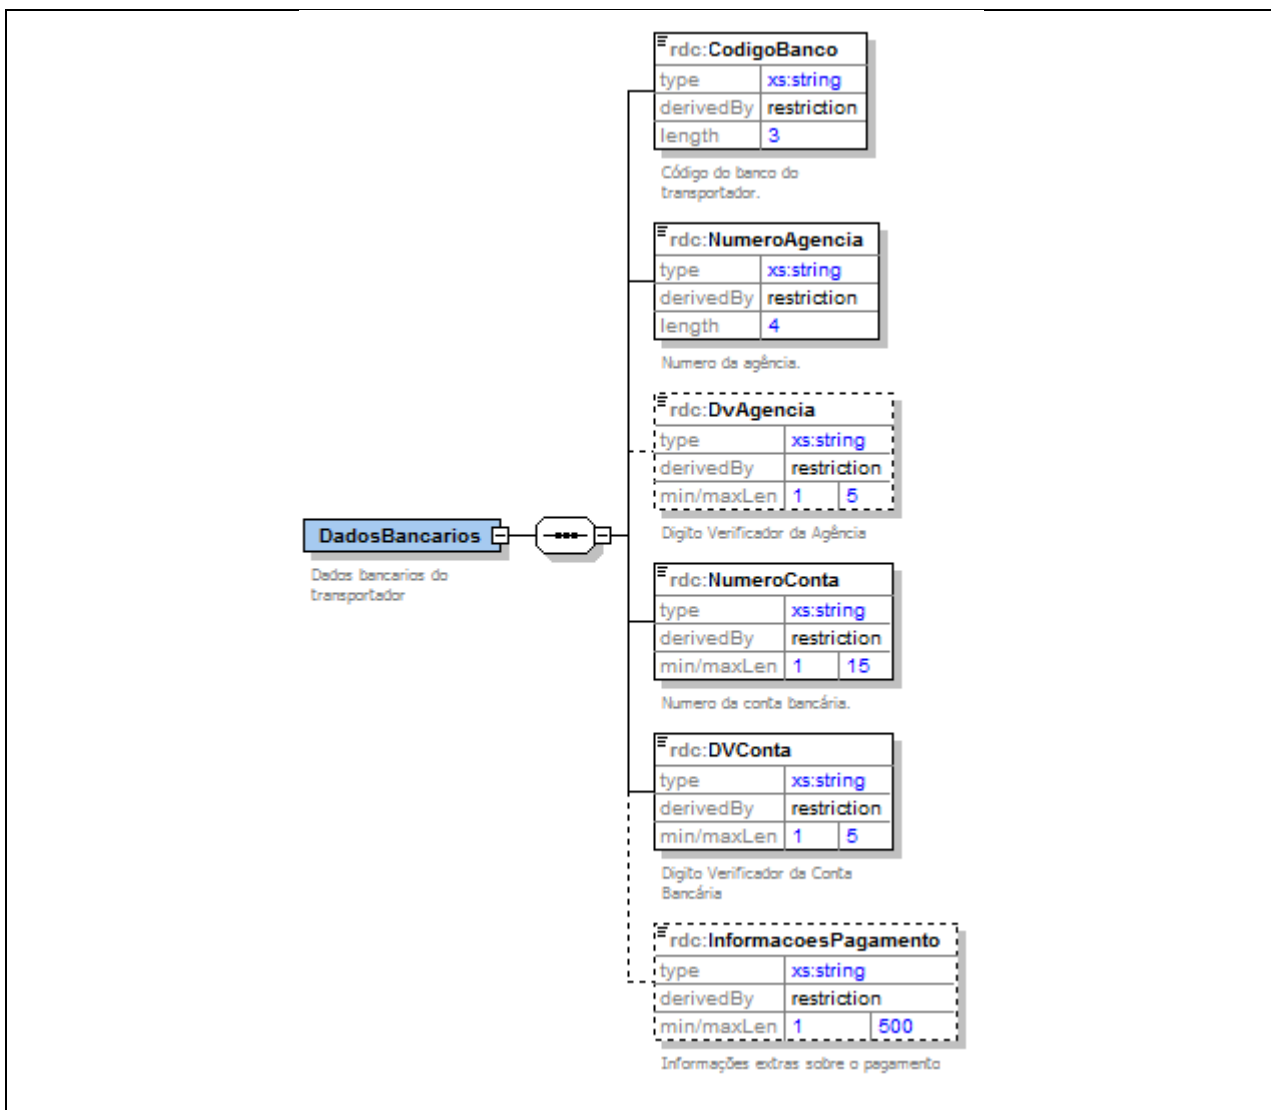 rdc:CodigoBanco
type xs:string
derivedBy restriction
length 3
Código do banco do
transportador.
rdc:NumeroAgencia
type xs:string
derivedBy restriction
length 4
Numero da agência.
rdc:DvAgencia
type xs:string
derivedBy restriction
min/maxLen 1 5
Digito Verificador da Agência
DadosBancarios
Dados bancarios do
transportador
rdc:NumeroConta
type xs:string
derivedBy restriction
min/maxLen 1 15
Numero da conta bancária.
rdc:DVConta
type xs:string
derivedBy restriction
min/maxLen 1 5
Digito Verificador da Conta
Bancária
rdc:InformacoesPagamento
type xs:string
derivedBy restriction
min/maxLen 1 500
Informações extras sobre o pagamento